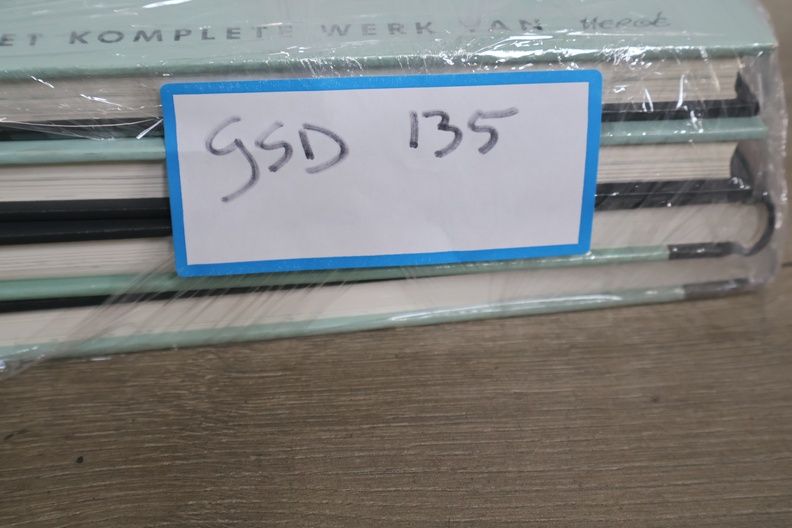 ET KOMPLETE WERK VAN
GSD 135